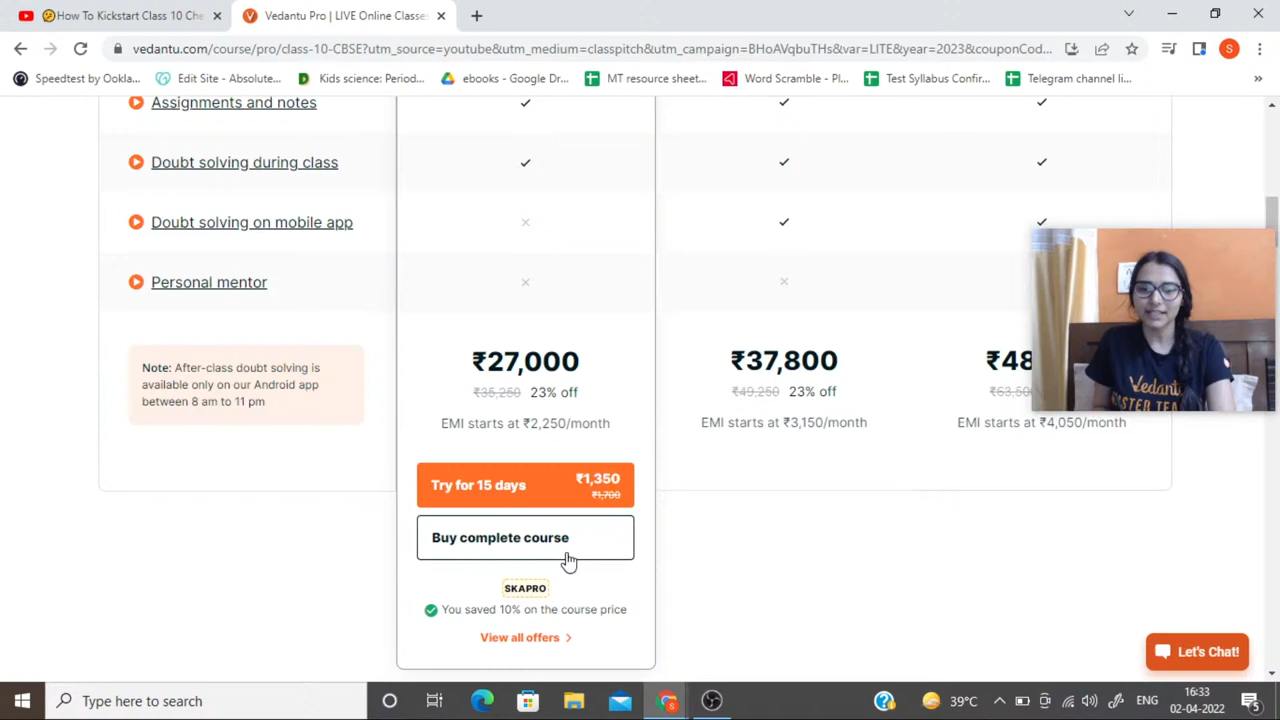 How To Kickstart Class 10 Che
Vedantu Pro | LIVE Online Classes
vedantu.com/course/pro/class-10-CBSE?utm_source=youtube&utm_medium=classpitch&utm_campaign=BHoAVqbuTHs&var=LITE&year=2023&couponCod...
S
Speedtest by Ookla...
Edit Site - Absolute...
Kids science: Period...
ebooks - Google Dr...
MT resource sheet...
Word Scramble - Pl...
Test Syllabus Confir...
Telegram channel li...
»
Assignments and notes
Doubt solving during class
Doubt solving on mobile app
Personal mentor
Note: After-class doubt solving is
available only on our Android app
between 8 am to 11 pm
₹27,000
₹35,250 23% off
EMI starts at ₹2,250/month
₹37,800
₹49,250 23% off
EMI starts at ₹3,150/month
₹48
₹63,500
EMI starts at ₹4,050/month
Try for 15 days ₹1,350
₹1,700
Buy complete course
SKAPRO
You saved 10% on the course price
View all offers >
Vedantu
MASTER TEA
Let's Chat!
Type here to search
39°C
ENG
16:33
02-04-2022
5